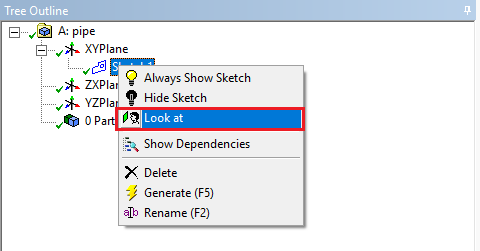 Tree Outline
A: pipe
XYPlane
Sketch1
Always Show Sketch
ZXPlan
Hide Sketch
YZPlan
Look at
0 Part
Show Dependencies
Delete
Generate (F5)
Rename (F2)